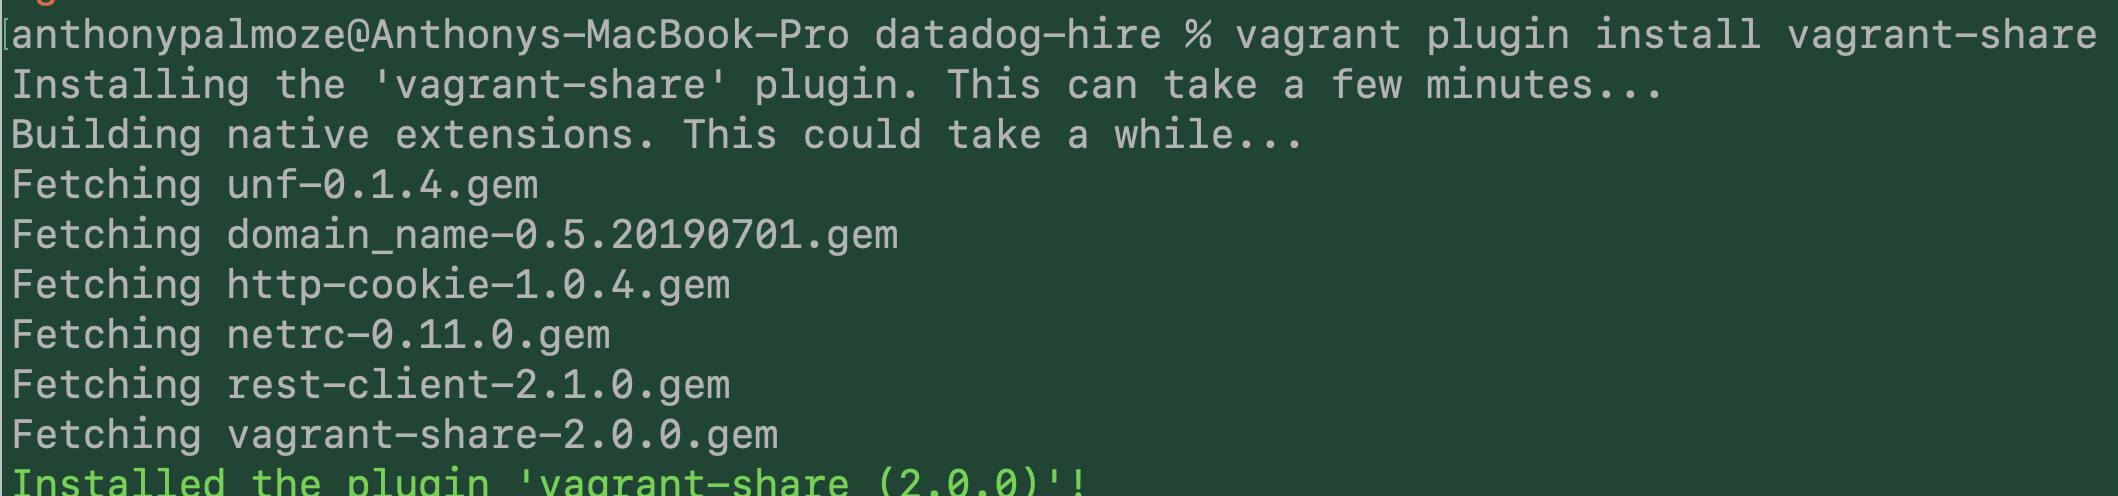 anthonypalmoze@Anthonys-MacBook-Pro datadog-hire % vagrant plugin install vagrant-share
Installing the 'vagrant-share' plugin. This can take a few minutes...
Building native extensions. This could take a while...
Fetching unf-0.1.4.gem
Fetching domain_name-0.5.20190701.gem
Fetching http-cookie-1.0.4.gem
Fetching netrc-0.11.0.gem
Fetching rest-client-2.1.0.gem
Fetching vagrant-share-2.0.0.gem
Installed the plugin 'vagrant-share (2.0.0)'!